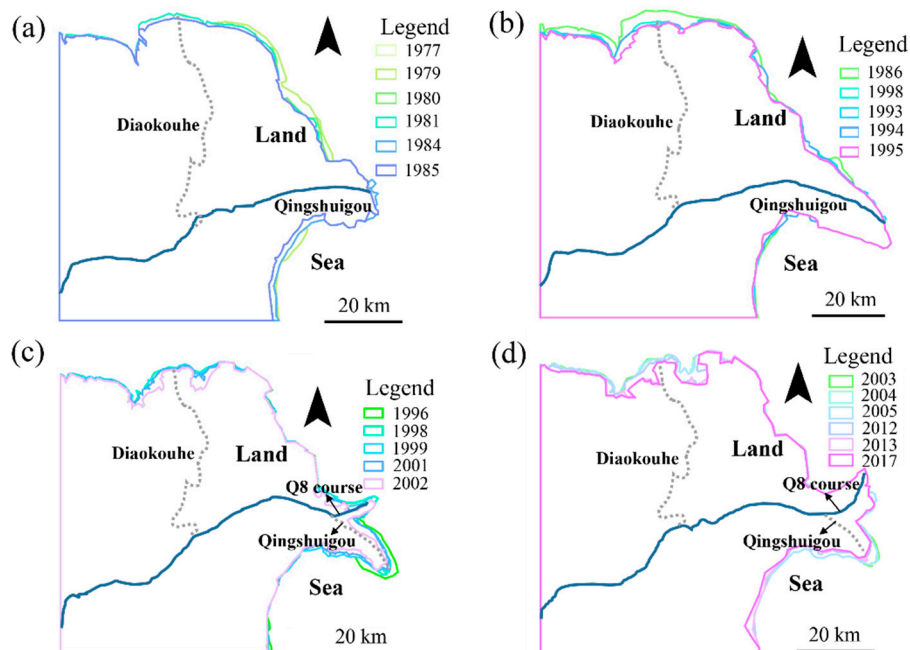 (a)
Legend
1977
1979
1980
1981
1984
1985
Diaokouhe
Land
Qingshuigou
Sea
20 km
(b)
Legend
1986
1998
1993
1994
1995
Diaokouhe
Land
Qingshuigou
Sea
20 km
(c)
Legend
1996
1998
1999
2001
2002
Diaokouhe
Land
Q8 course
Qingshuigou
Sea
20 km
(d)
Legend
2003
2004
2005
2012
2013
2017
Diaokouhe
Land
Q8 course
Qingshuigou
Sea
20 km